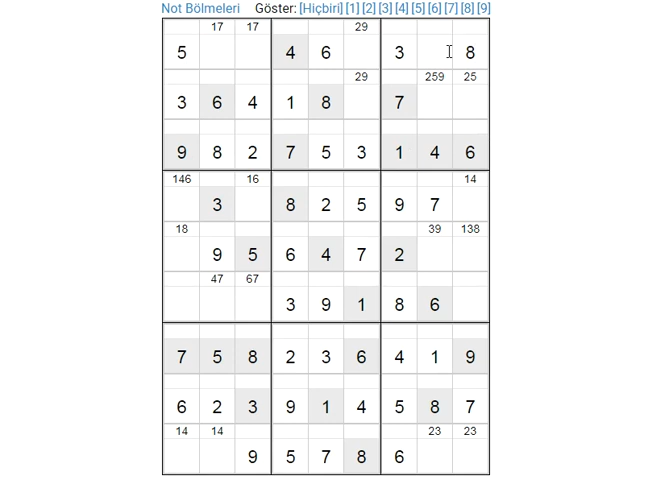 Not Bölmeleri Göster: [Hiçbiri] [1] [2] [3] [4] [5] [6] [7] [8] [9]
17 17 29
5 4 6 3 8
29 259 25
3 6 4 1 8 7
9 8 2 7 5 3 1 4 6
146 16 14
3 8 2 5 9 7
18 39 138
9 5 6 4 7 2
47 67
3 9 1 8 6
7 5 8 2 3 6 4 1 9
6 2 3 9 1 4 5 8 7
14 14 23 23
9 5 7 8 6